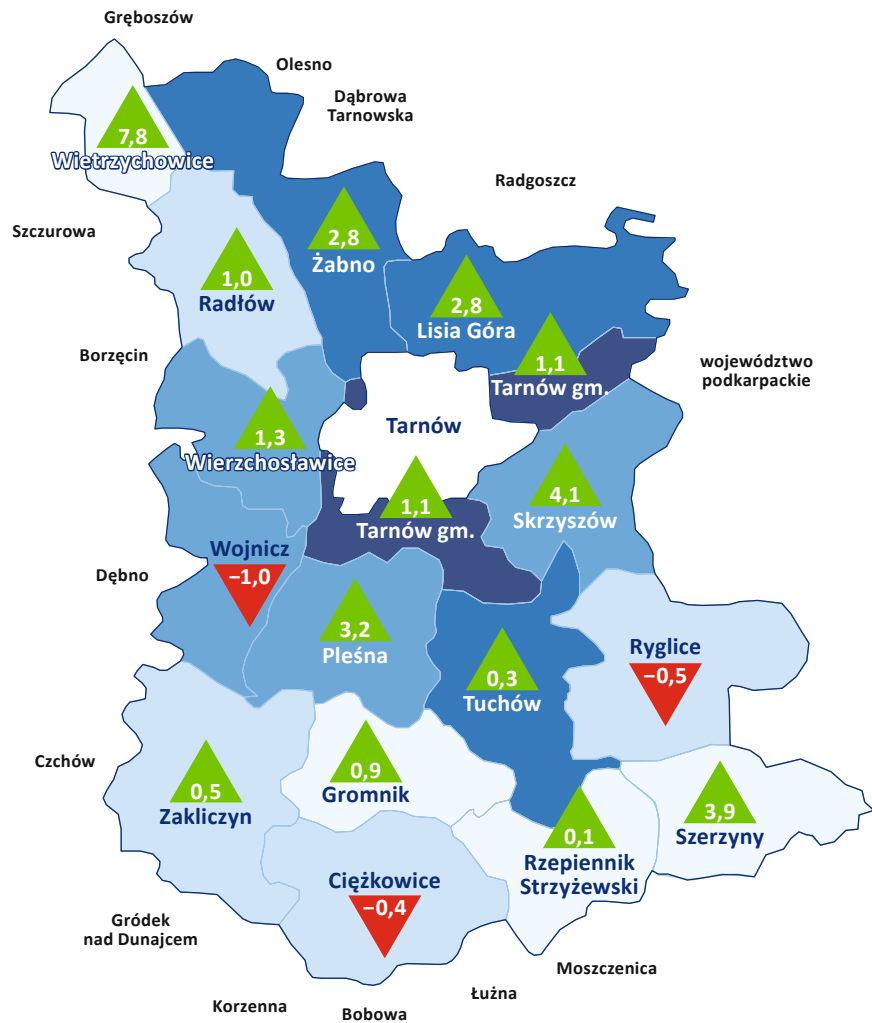 Gręboszów
Olesno
Dąbrowa
Tarnowska
7,8
Wietrzychowice
Radgoszcz
Szczurowa
2,8
Żabno
1,0
Radłów
2,8
Lisia Góra
Borzęcin
1,1
Tarnów gm.
województwo
podkarpackie
1,3
Wierzchosławice
Tarnów
4,1
Skrzyszów
1,1
Tarnów gm.
Wojnicz
−1,0
Dębno
3,2
Pleśna
0,3
Tuchów
Ryglice
−0,5
Czchów
0,5
Zakliczyn
0,9
Gromnik
0,1
Rzepiennik
Strzyżewski
3,9
Szerzyny
Ciężkowice
−0,4
Gródek
nad Dunajcem
Korzenna
Bobowa
Łużna
Moszczenica